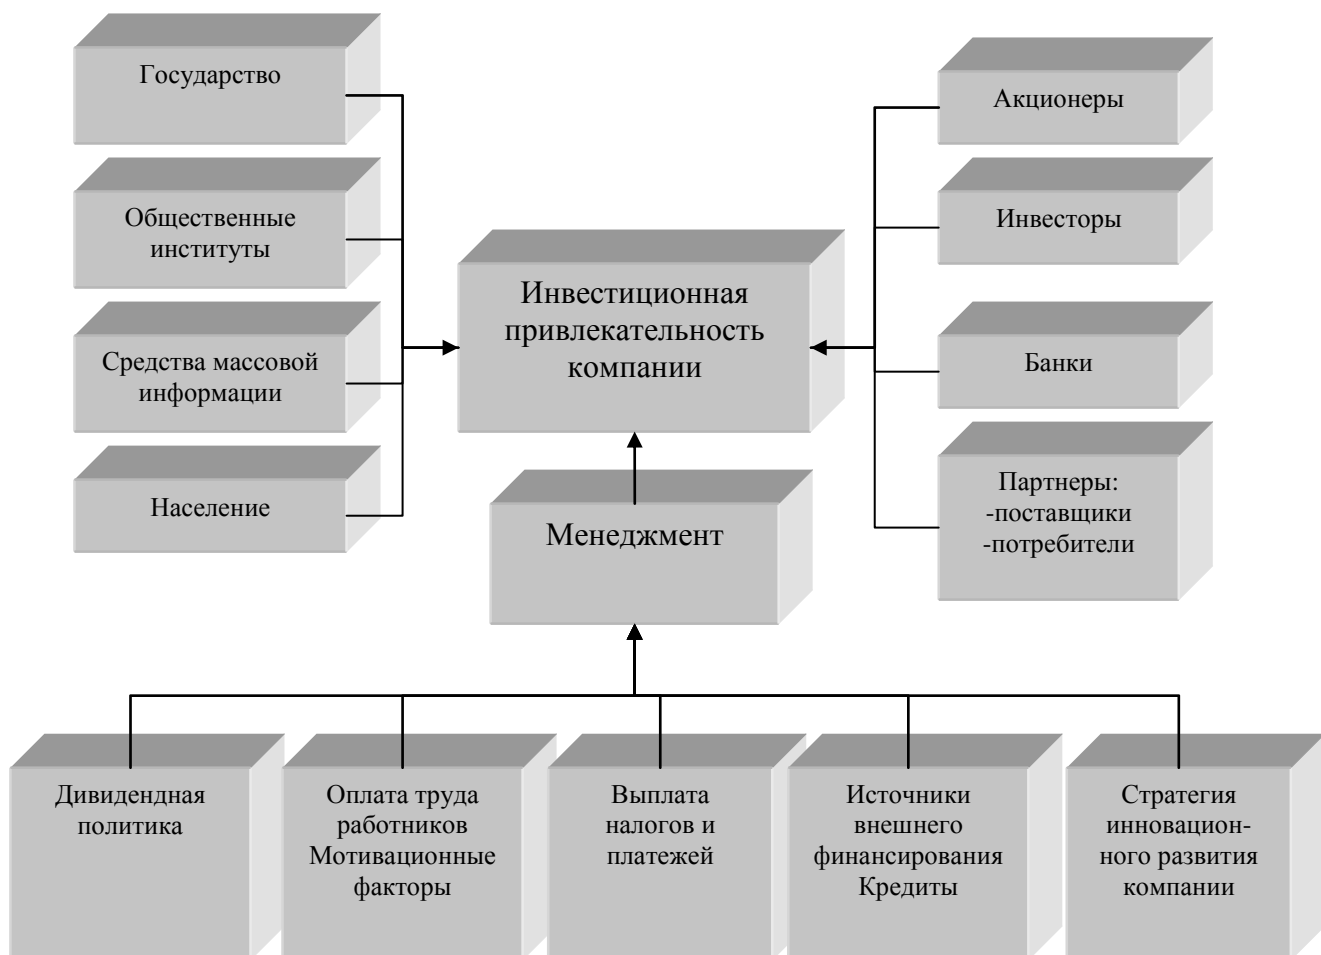 Государство
Общественные
институты
Средства массовой
информации
Население
Инвестиционная
привлекательность
компании
Менеджмент
Акционеры
Инвесторы
Банки
Партнеры:
-поставщики
-потребители
Дивидендная
политика
Оплата труда
работников
Мотивационные
факторы
Выплата
налогов и
платежей
Источники
внешнего
финансирования
Кредиты
Стратегия
инновацион-
ного развития
компании